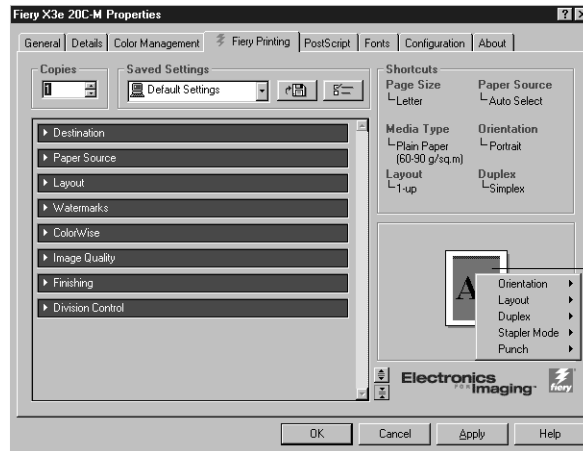 Fiery X3e 20C-M Properties
General Details Color Management Fiery Printing PostScript Fonts Configuration About
Copies
1
Saved Settings
Default Settings
Destination
Paper Source
Layout
Watermarks
ColorWise
Image Quality
Finishing
Division Control
Shortcuts
Page Size Paper Source
Letter Auto Select
Media Type Orientation
Plain Paper Portrait
(60-90 g/sq.m)
Layout Duplex
1-up Simplex
A
Orientation
Layout
Duplex
Stapler Mode
Punch
Electronics
FOR Imaging
fiery
OK Cancel Apply Help